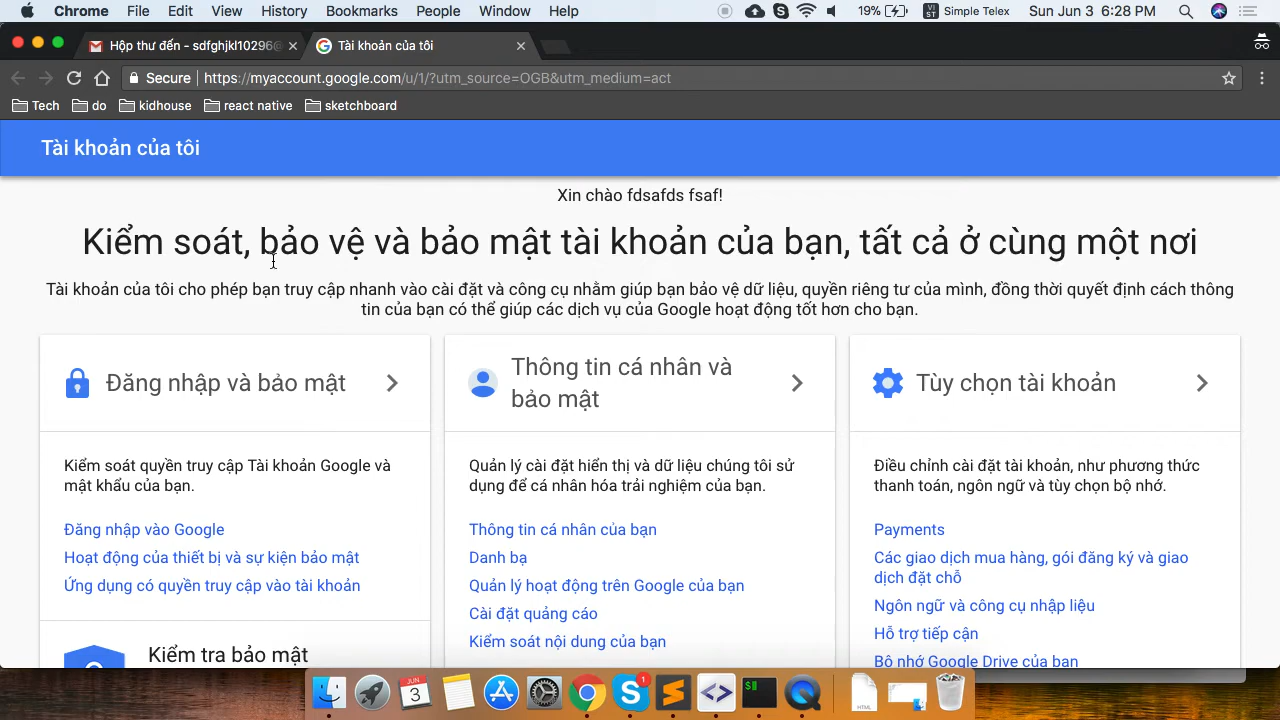 Chrome File Edit View History Bookmarks People Window Help 19% VI ST Simple Telex Sun Jun 3 6:28 PM
Hộp thư đến - sdfghjkl10296@ Tài khoản của tôi
Secure https://myaccount.google.com/u/1/?utm_source=OGB&utm_medium=act
Tech do kidhouse react native sketchboard
Tài khoản của tôi
Xin chào fdsafds fsaf!
Kiểm soát, bảo vệ và bảo mật tài khoản của bạn, tất cả ở cùng một nơi
Tài khoản của tôi cho phép bạn truy cập nhanh vào cài đặt và công cụ nhằm giúp bạn bảo vệ dữ liệu, quyền riêng tư của mình, đồng thời quyết định cách thông
tin của bạn có thể giúp các dịch vụ của Google hoạt động tốt hơn cho bạn.
Đăng nhập và bảo mật
Kiểm soát quyền truy cập Tài khoản Google và
mật khẩu của bạn.
Đăng nhập vào Google
Hoạt động của thiết bị và sự kiện bảo mật
Ứng dụng có quyền truy cập vào tài khoản
Kiểm tra bảo mật
Thông tin cá nhân và
bảo mật
Quản lý cài đặt hiển thị và dữ liệu chúng tôi sử
dụng để cá nhân hóa trải nghiệm của bạn.
Thông tin cá nhân của bạn
Danh bạ
Quản lý hoạt động trên Google của bạn
Cài đặt quảng cáo
Kiểm soát nội dung của bạn
Tùy chọn tài khoản
Điều chỉnh cài đặt tài khoản, như phương thức
thanh toán, ngôn ngữ và tùy chọn bộ nhớ.
Payments
Các giao dịch mua hàng, gói đăng ký và giao
dịch đặt chỗ
Ngôn ngữ và công cụ nhập liệu
Hỗ trợ tiếp cận
Bộ nhớ Google Drive của bạn
JUN
3
1
$
HTML